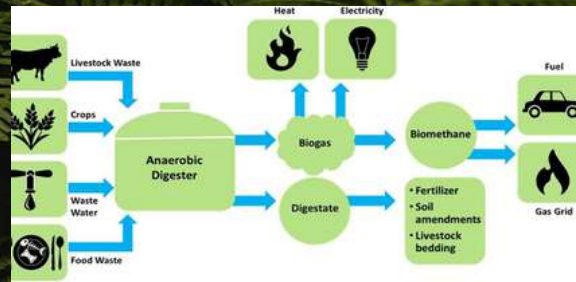 Heat
Electricity
Livestock Waste
Fuel
Crops
Anaerobic
Digester
Biogas
Biomethane
Waste
Water
Digestate
• Fertilizer
• Soil
amendments
• Livestock
bedding
Gas Grid
Food Waste